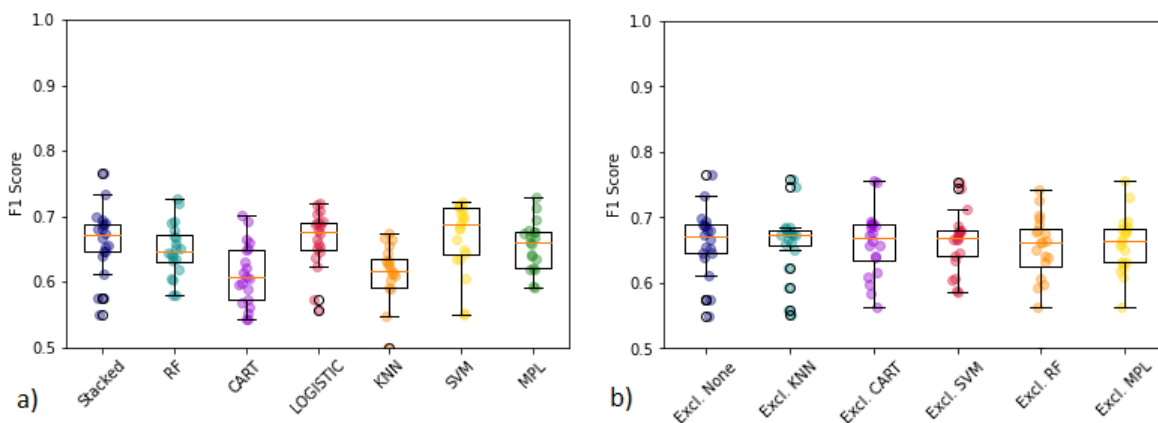 1.0
0.9
0.8
0.7
0.6
0.5
F1 Score
Stacked
RF
CART
LOGISTIC
KNN
SVM
MPL
a)
1.0
0.9
0.8
0.7
0.6
0.5
F1 Score
Excl. None
Excl. KNN
Excl. CART
Excl. SVM
Excl. RF
Excl. MPL
b)